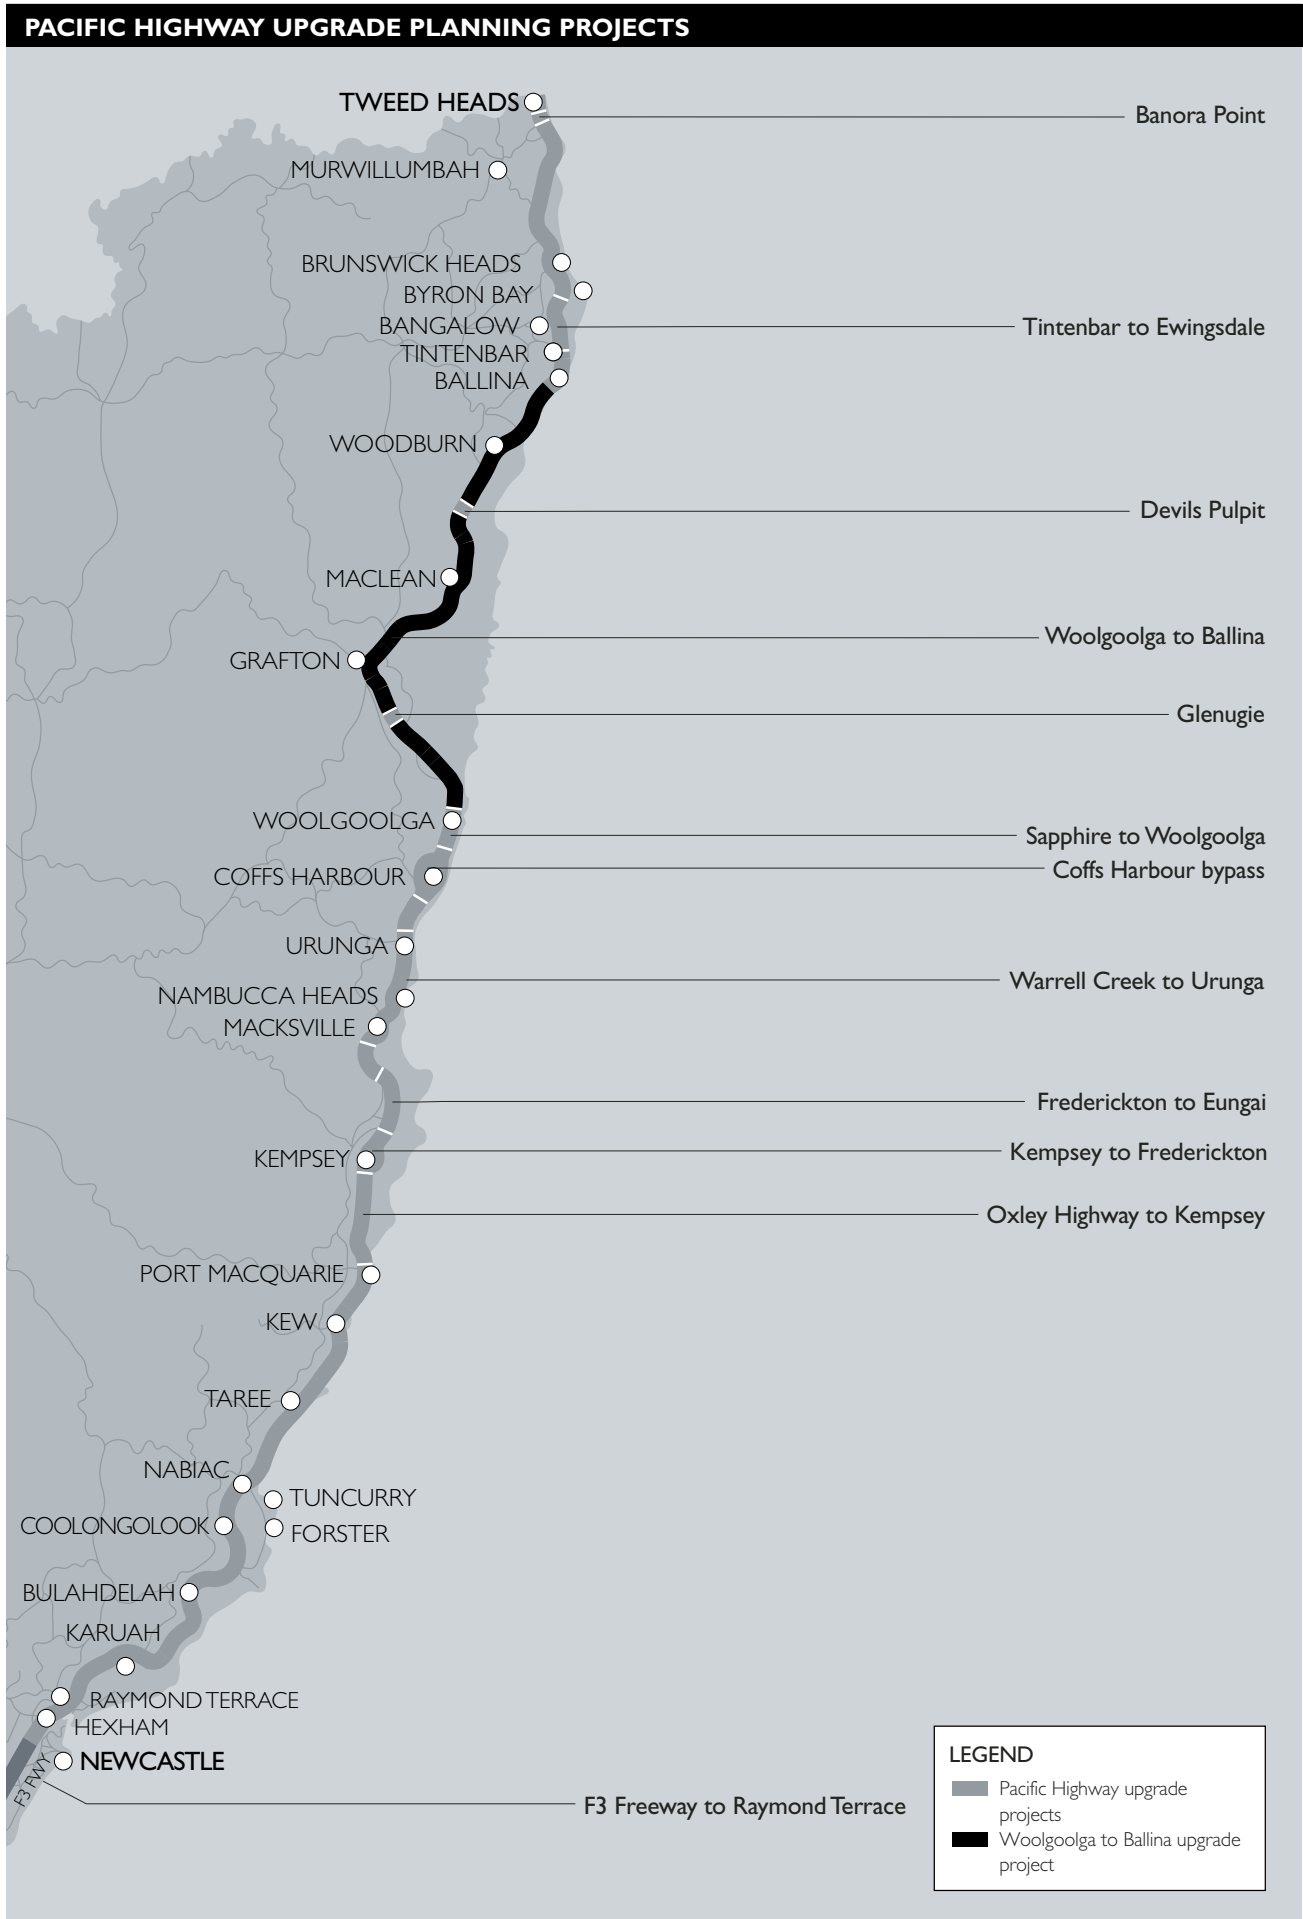 PACIFIC HIGHWAY UPGRADE PLANNING PROJECTS
TWEED HEADS
Banora Point
MURWILLUMBAH
BRUNSWICK HEADS
BYRON BAY
BANGALOW
Tintenbar to Ewingsdale
TINTENBAR
BALLINA
WOODBURN
Devils Pulpit
MACLEAN
Woolgoolga to Ballina
GRAFTON
Glenugie
WOOLGOOLGA
Sapphire to Woolgoolga
Coffs Harbour bypass
COFFS HARBOUR
URUNGA
Warrell Creek to Urunga
NAMBUCCA HEADS
MACKSVILLE
Frederickton to Eungai
Kempsey to Frederickton
KEMPSEY
Oxley Highway to Kempsey
PORT MACQUARIE
KEW
TAREE
NABIAC
TUNCURRY
COOLONGOLOOK
FORSTER
BULAHDELAH
KARUAH
RAYMOND TERRACE
HEXHAM
NEWCASTLE
F3 FWY
F3 Freeway to Raymond Terrace
LEGEND
Pacific Highway upgrade
projects
Woolgoolga to Ballina upgrade
project